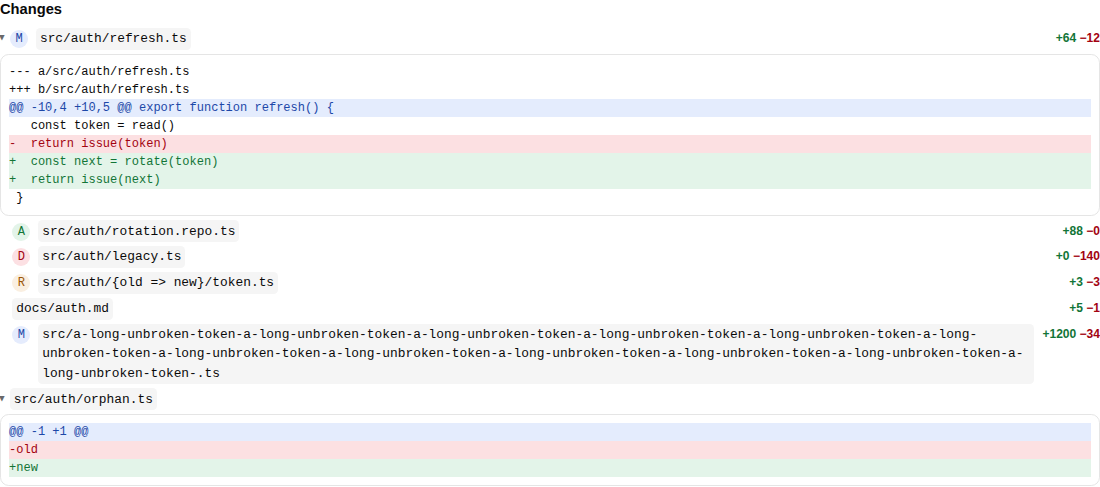 Changes
▾ M src/auth/refresh.ts +64 −12
--- a/src/auth/refresh.ts
+++ b/src/auth/refresh.ts
@@ -10,4 +10,5 @@ export function refresh() {
   const token = read()
-  return issue(token)
+  const next = rotate(token)
+  return issue(next)
 }
A src/auth/rotation.repo.ts +88 −0
D src/auth/legacy.ts +0 −140
R src/auth/{old => new}/token.ts +3 −3
docs/auth.md +5 −1
M src/a-long-unbroken-token-a-long-unbroken-token-a-long-unbroken-token-a-long-unbroken-token-a-long-unbroken-token-a-long- +1200 −34
unbroken-token-a-long-unbroken-token-a-long-unbroken-token-a-long-unbroken-token-a-long-unbroken-token-a-long-unbroken-token-a-
long-unbroken-token-.ts
▾ src/auth/orphan.ts
@@ -1 +1 @@
-old
+new